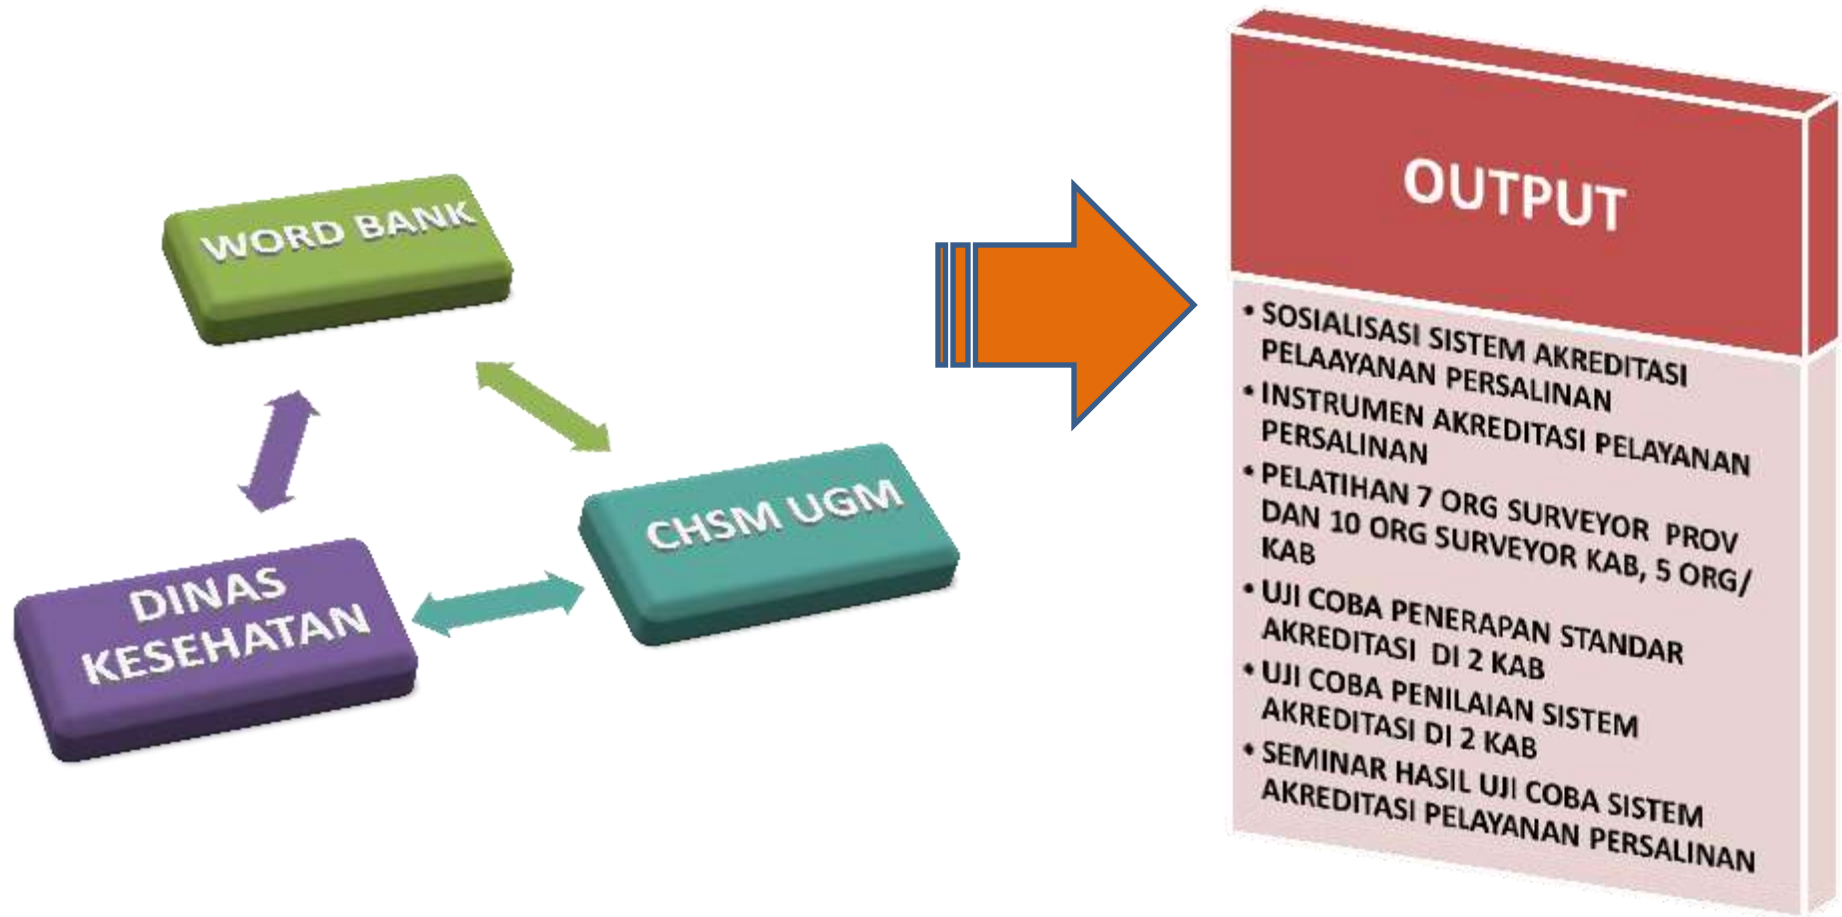 WORD BANK
CHSM UGM
DINAS
KESEHATAN
OUTPUT
• SOSIALISASI SISTEM AKREDITASI
PELAAYANAN PERSALINAN
• INSTRUMEN AKREDITASI PELAYANAN
PERSALINAN
• PELATIHAN 7 ORG SURVEYOR PROV
DAN 10 ORG SURVEYOR KAB, 5 ORG/
KAB
• UJI COBA PENERAPAN STANDAR
AKREDITASI DI 2 KAB
• UJI COBA PENILAIAN SISTEM
AKREDITASI DI 2 KAB
• SEMINAR HASIL UJI COBA SISTEM
AKREDITASI PELAYANAN PERSALINAN